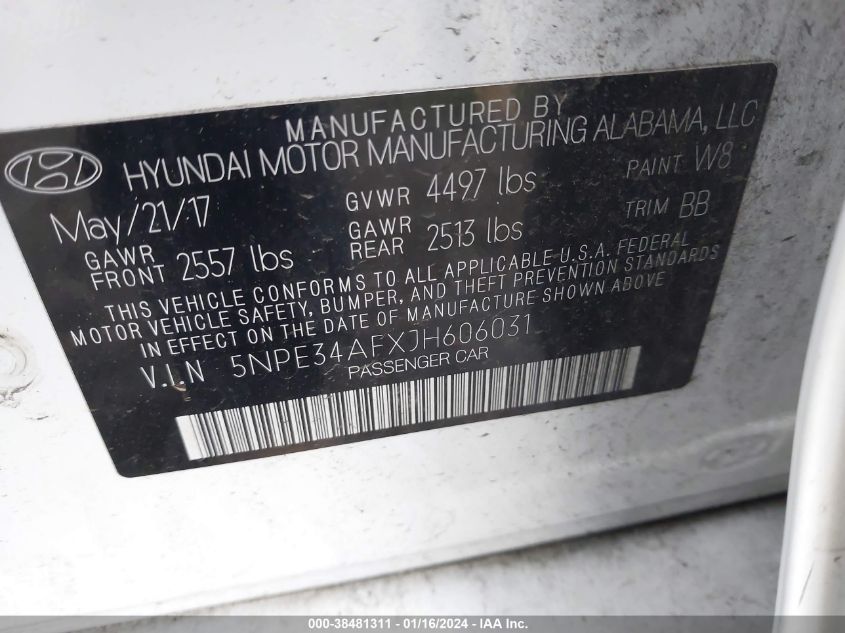 MANUFACTURED BY
HYUNDAI MOTOR MANUFACTURING ALABAMA, LLC
May/21/17 GVWR 4497 lbs PAINT W8
GAWR FRONT 2557 lbs GAWR REAR 2513 lbs TRIM BB
THIS VEHICLE CONFORMS TO ALL APPLICABLE U.S.A. FEDERAL
MOTOR VEHICLE SAFETY, BUMPER, AND THEFT PREVENTION STANDARDS
IN EFFECT ON THE DATE OF MANUFACTURE SHOWN ABOVE
V.I.N 5NPE34AFXJH606031
PASSENGER CAR
000-38481311 - 01/16/2024 - IAA Inc.